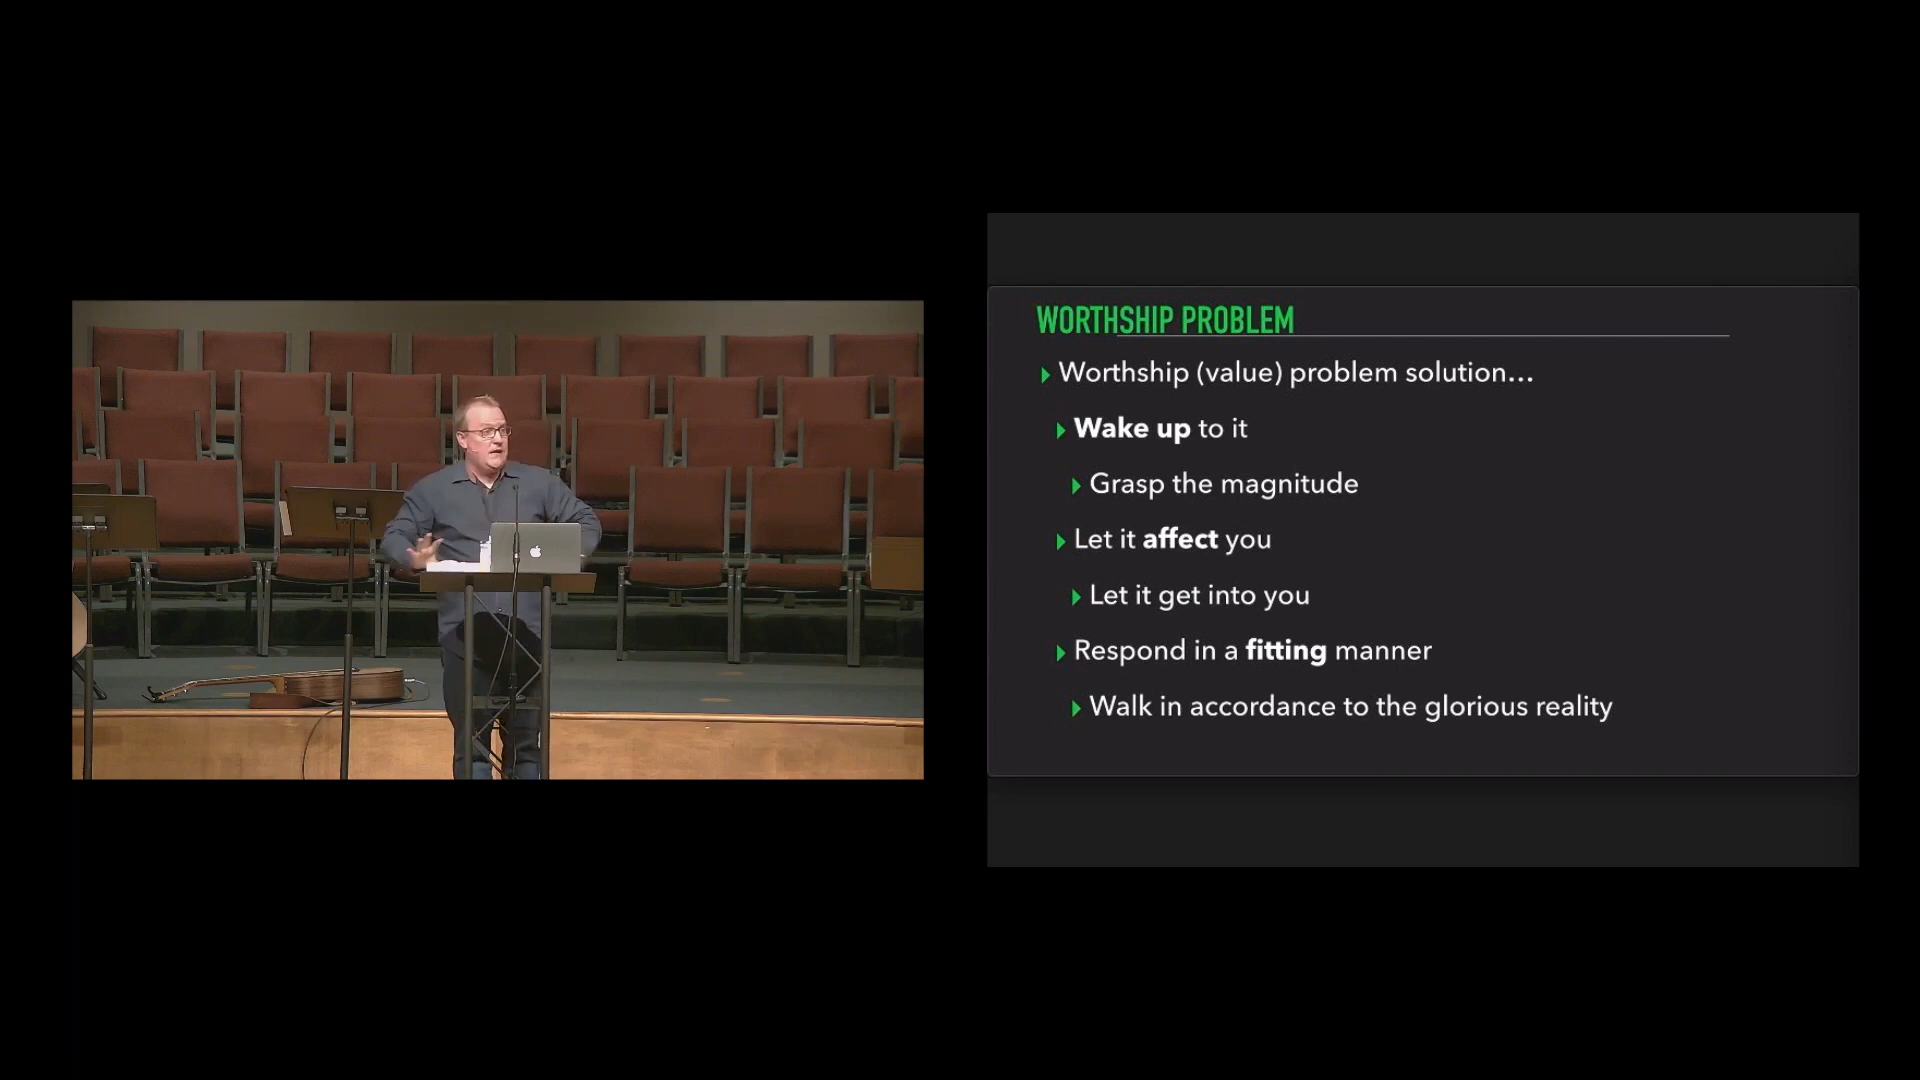 WORTHSHIP PROBLEM
Worthship (value) problem solution...
Wake up to it
Grasp the magnitude
Let it affect you
Let it get into you
Respond in a fitting manner
Walk in accordance to the glorious reality